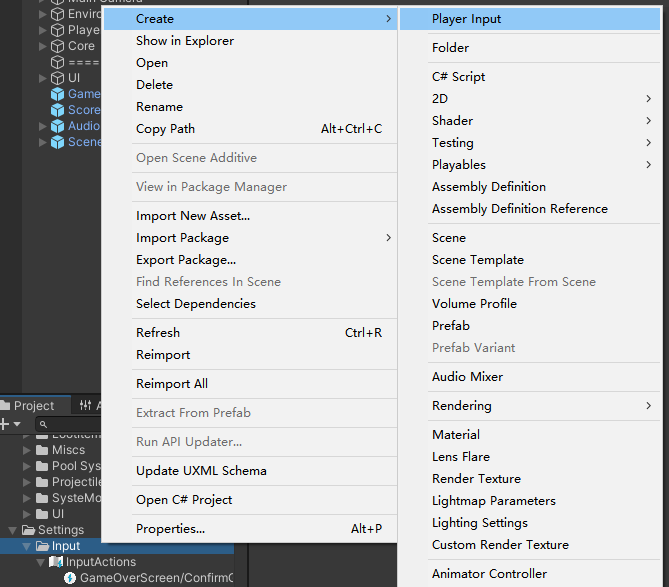 Main Camera
Enviro
Playe
Core
====
UI
Game
Score
Audio
Scene
Create
Show in Explorer
Open
Delete
Rename
Copy Path Alt+Ctrl+C
Open Scene Additive
View in Package Manager
Import New Asset...
Import Package
Export Package...
Find References In Scene
Select Dependencies
Refresh Ctrl+R
Reimport
Reimport All
Extract From Prefab
Run API Updater...
Update UXML Schema
Open C# Project
Properties... Alt+P
Player Input
Folder
C# Script
2D
Shader
Testing
Playables
Assembly Definition
Assembly Definition Reference
Scene
Scene Template
Scene Template From Scene
Volume Profile
Prefab
Prefab Variant
Audio Mixer
Rendering
Material
Lens Flare
Render Texture
Lightmap Parameters
Lighting Settings
Custom Render Texture
Animator Controller
Project A
LootItem
Miscs
Pool Sys
Projectile
SysteMo
UI
Settings
Input
InputActions
GameOverScreen/ConfirmG